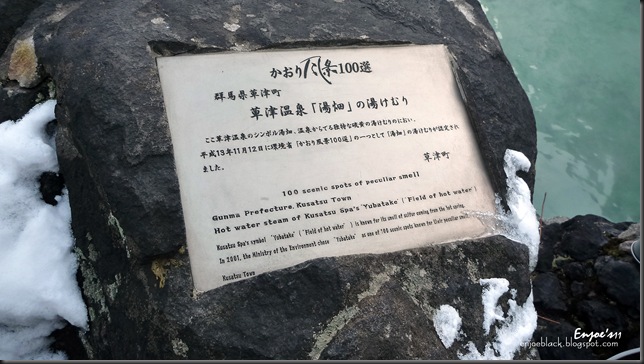 かおり風景100選
群馬県草津町
草津温泉「湯畑」の湯けむり
ここ草津温泉のシンボル湯畑、温泉からでる独特な硫黄の湯けむりのにおい、
平成13年11月12日に環境省「かおり風景100選」の一つとして「湯畑」の湯けむりが認定され
ました。
草津町
100 scenic spots of peculiar smell
Gunma Prefecture, Kusatsu Town
Hot water steam of Kusatsu Spa's "Yubatake" ("Field of hot water")
Kusatsu Spa's symbol "Yubatake" ("Field of hot water") is known for its smell of sulfur coming from the hot spring.
In 2001, the Ministry of the Environment chose "Yubatake" as one of 100 scenic spots known for their peculiar smell.
Kusatsu Town
Enjoe's11
enjoeblack.blogspot.com